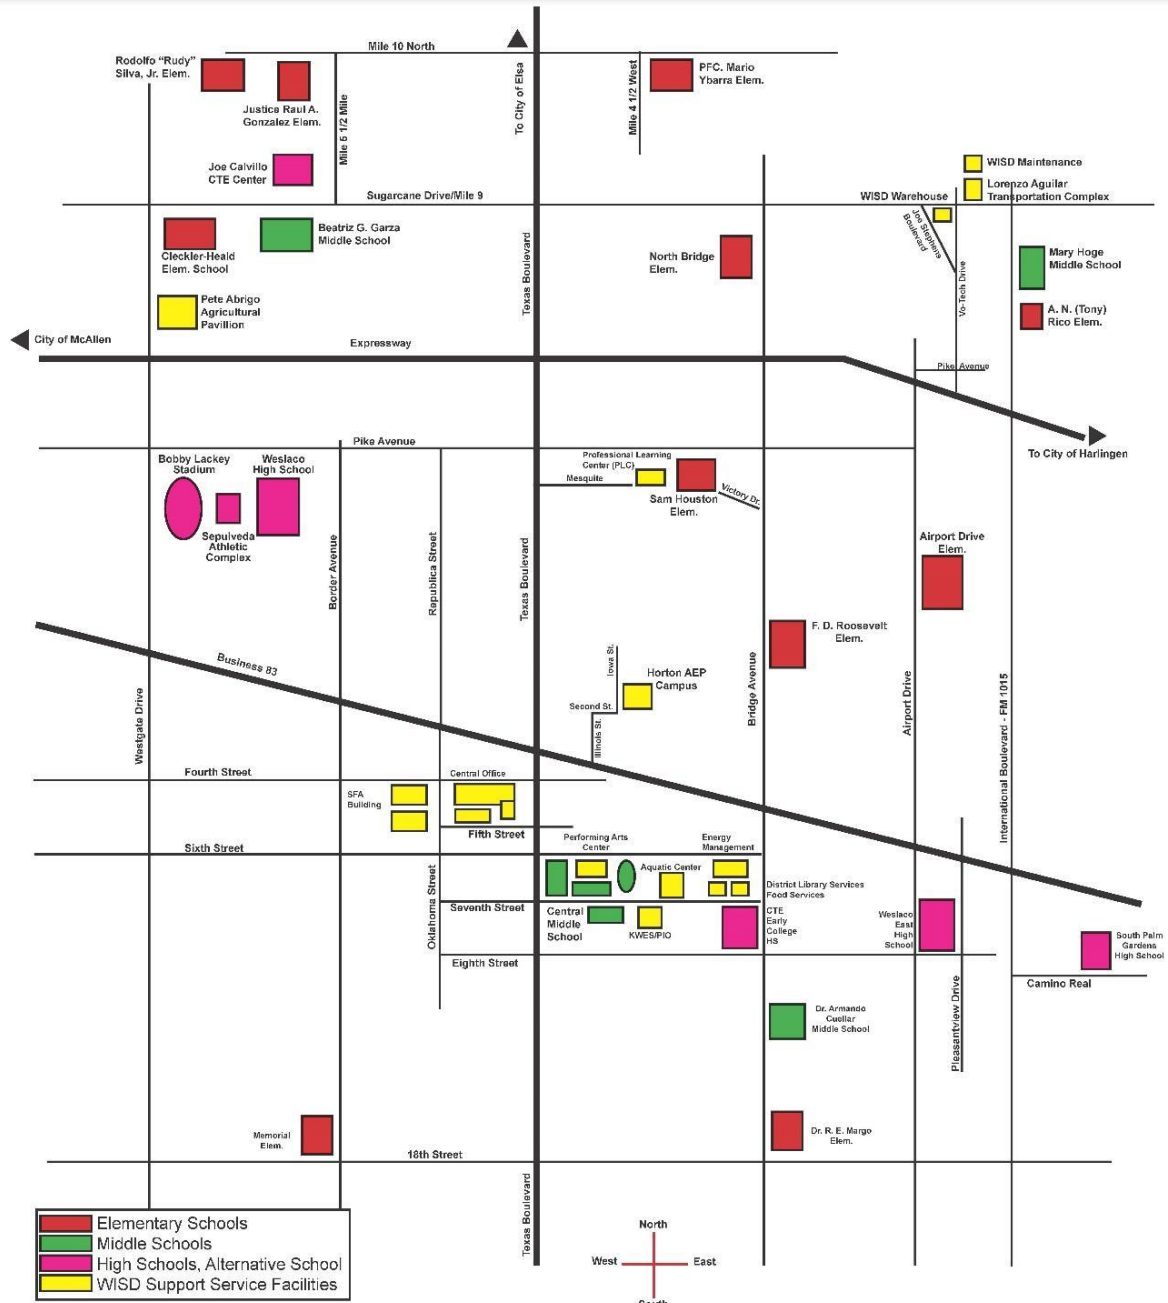 Mile 10 North
Rodolfo “Rudy”
Silva, Jr. Elem.
Justice Raul A.
Gonzalez Elem.
Mile 5 1/2 Mile
To City of Elsa
Mile 4 1/2 West
PFC. Mario
Ybarra Elem.
Joe Calvillo
CTE Center
WISD Maintenance
Lorenzo Aguilar
Transportation Complex
Sugarcane Drive/Mile 9
WISD Warehouse
Joe Stephens
Boulevard
Cleckler-Heald
Elem. School
Beatriz G. Garza
Middle School
Texas Boulevard
North Bridge
Elem.
Vo-Tech Drive
Mary Hoge
Middle School
A. N. (Tony)
Rico Elem.
Pete Abrigo
Agricultural
Pavillion
City of McAllen
Expressway
Pike Avenue
To City of Harlingen
Pike Avenue
Bobby Lackey
Stadium
Weslaco
High School
Sepulveda
Athletic
Complex
Professional Learning
Center (PLC)
Mesquite
Sam Houston
Elem.
Victory Dr.
Border Avenue
Republica Street
Texas Boulevard
Airport Drive
Elem.
F. D. Roosevelt
Elem.
Business 83
Iowa St.
Horton AEP
Campus
Second St.
Illinois St.
Westgate Drive
Bridge Avenue
Airport Drive
International Boulevard - FM 1015
Fourth Street
SFA
Building
Central Office
Fifth Street
Sixth Street
Performing Arts
Center
Energy
Management
Aquatic Center
District Library Services
Food Services
Oklahoma Street
Seventh Street
Central
Middle
School
KWES/PIO
CTE
Early
College
HS
Weslaco
East
High
School
South Palm
Gardens
High School
Eighth Street
Camino Real
Pleasantview Drive
Dr. Armando
Cuellar
Middle School
Memorial
Elem.
Dr. R. E. Margo
Elem.
18th Street
Texas Boulevard
Elementary Schools
Middle Schools
High Schools, Alternative School
WISD Support Service Facilities
North
West
East
South